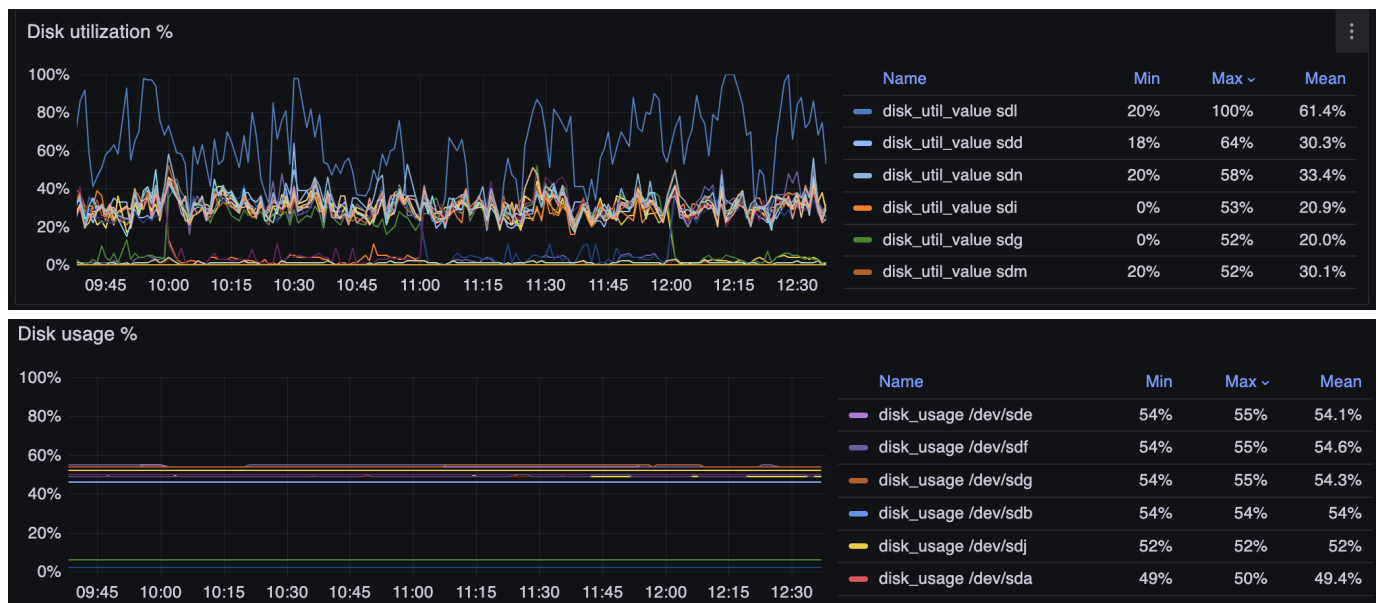 Disk utilization %
Name Min Max Mean
100%
80%
60%
40%
20%
0%
09:45 10:00 10:15 10:30 10:45 11:00 11:15 11:30 11:45 12:00 12:15 12:30
disk_util_value sdl 20% 100% 61.4%
disk_util_value sdd 18% 64% 30.3%
disk_util_value sdn 20% 58% 33.4%
disk_util_value sdi 0% 53% 20.9%
disk_util_value sdg 0% 52% 20.0%
disk_util_value sdm 20% 52% 30.1%
Disk usage %
Name Min Max Mean
100%
80%
60%
40%
20%
0%
09:45 10:00 10:15 10:30 10:45 11:00 11:15 11:30 11:45 12:00 12:15 12:30
disk_usage /dev/sde 54% 55% 54.1%
disk_usage /dev/sdf 54% 55% 54.6%
disk_usage /dev/sdg 54% 55% 54.3%
disk_usage /dev/sdb 54% 54% 54%
disk_usage /dev/sdj 52% 52% 52%
disk_usage /dev/sda 49% 50% 49.4%